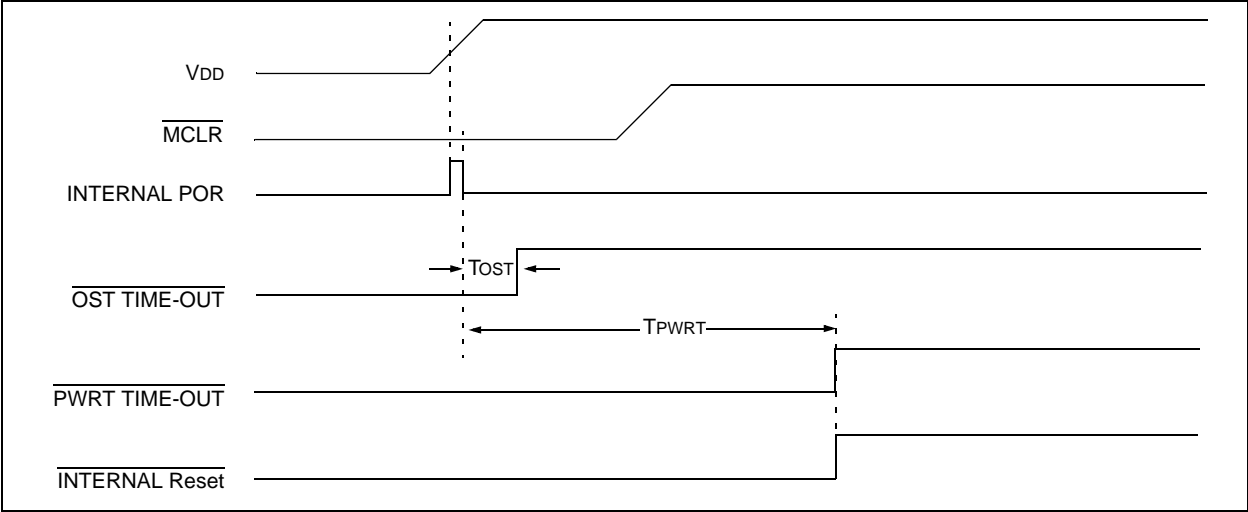 VDD
MCLR
INTERNAL POR
TOST
OST TIME-OUT
TPWRT
PWRT TIME-OUT
INTERNAL Reset